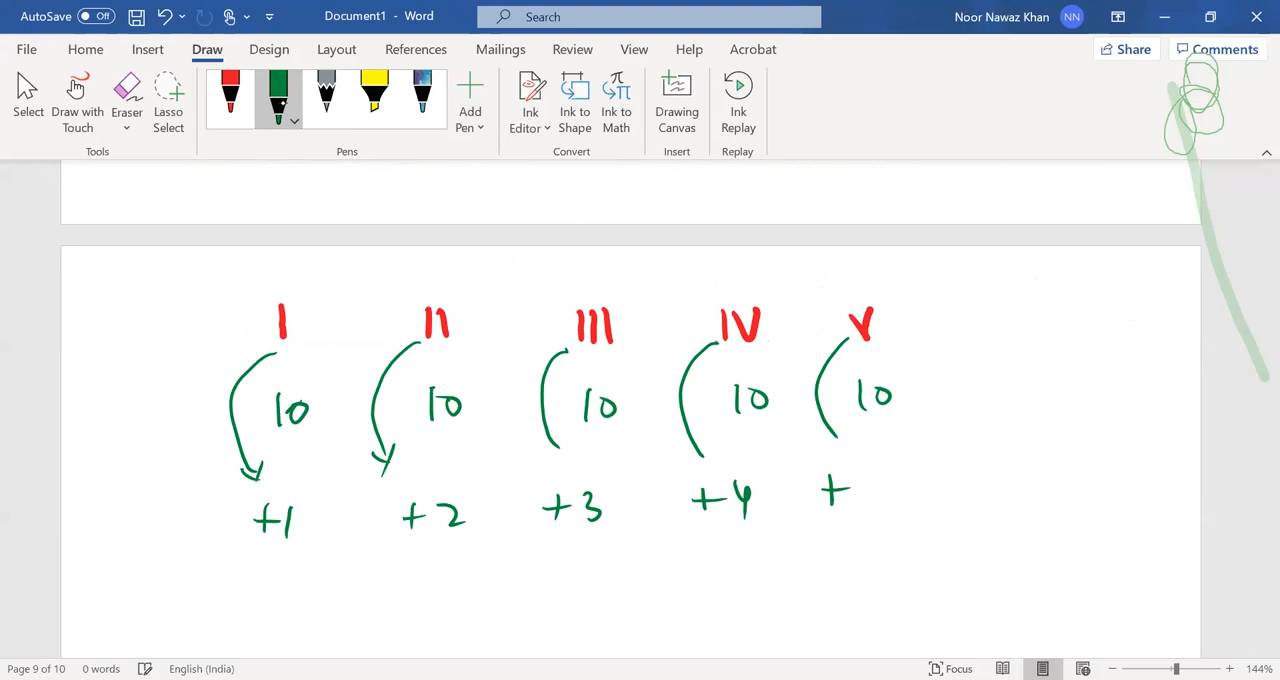 AutoSave Off Document1 - Word Search Noor Nawaz Khan NN
File Home Insert Draw Design Layout References Mailings Review View Help Acrobat Share Comments
Select Draw with Touch Eraser Lasso Select Add Pen Ink Editor Ink to Shape Ink to Math Drawing Canvas Ink Replay
Tools Pens Convert Insert Replay
I II III IV V
10 10 10 10 10
+1 +2 +3 +4 +
Page 9 of 10 0 words English (India) Focus 144%